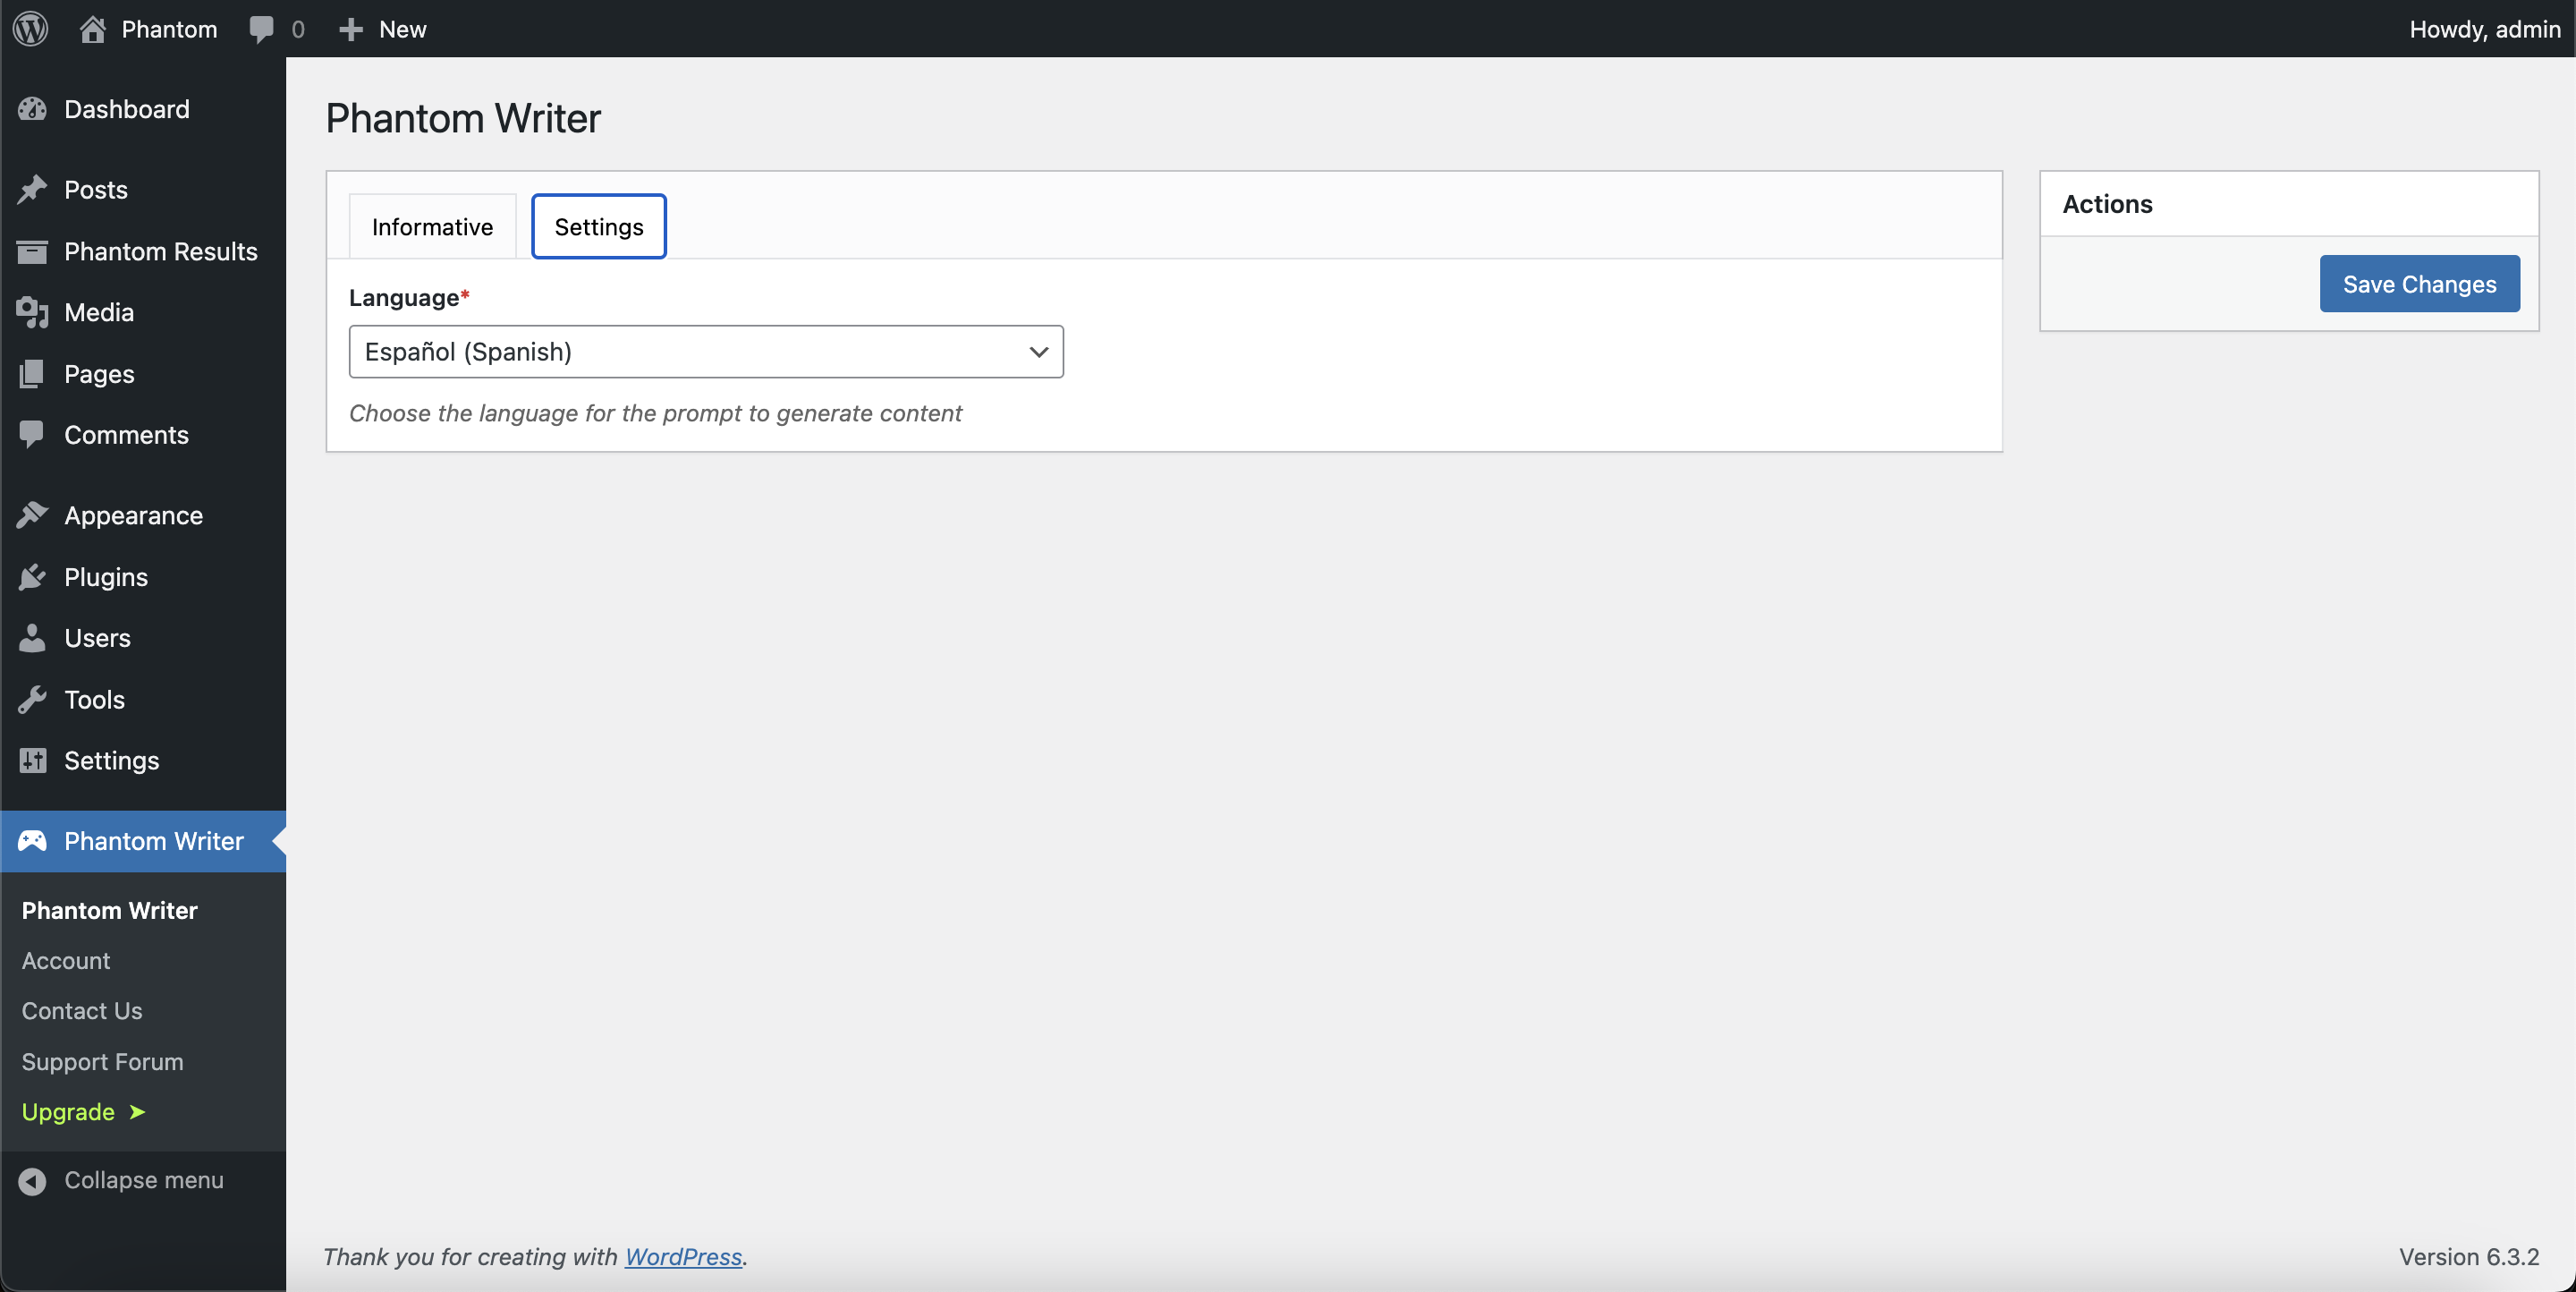 Phantom
0
New
Howdy, admin
Dashboard
Posts
Phantom Results
Media
Pages
Comments
Appearance
Plugins
Users
Tools
Settings
Phantom Writer
Phantom Writer
Account
Contact Us
Support Forum
Upgrade ➤
Collapse menu
Phantom Writer
Informative
Settings
Language*
Español (Spanish)
Choose the language for the prompt to generate content
Actions
Save Changes
Thank you for creating with WordPress.
Version 6.3.2